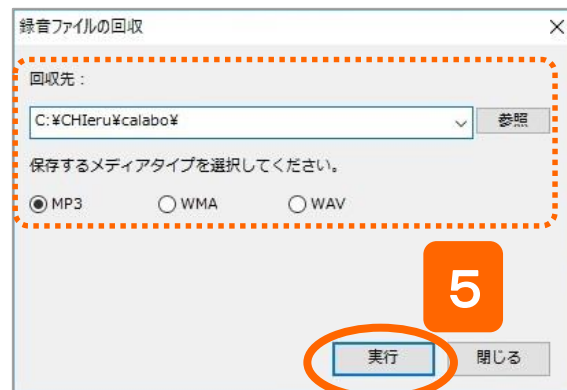 録音ファイルの回収
回収先：
C:¥CHIeru¥calabo¥ 参照
保存するメディアタイプを選択してください。
MP3 WMA WAV
5
実行 閉じる